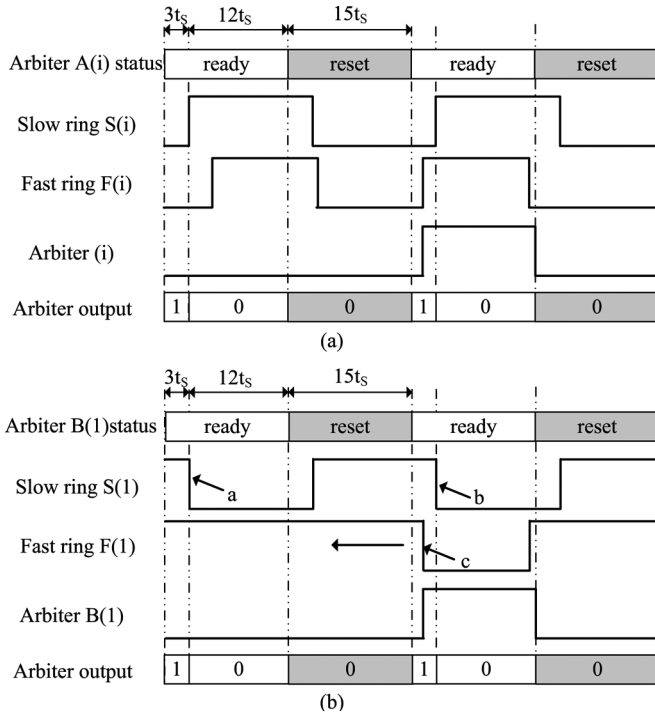 3tS 12tS 15tS
Arbiter A(i) status ready reset ready reset
Slow ring S(i)
Fast ring F(i)
Arbiter (i)
Arbiter output 1 0 0 1 0 0
(a)
3tS 12tS 15tS
Arbiter B(1)status ready reset ready reset
Slow ring S(1) a b
Fast ring F(1) c
Arbiter B(1)
Arbiter output 1 0 0 1 0 0
(b)